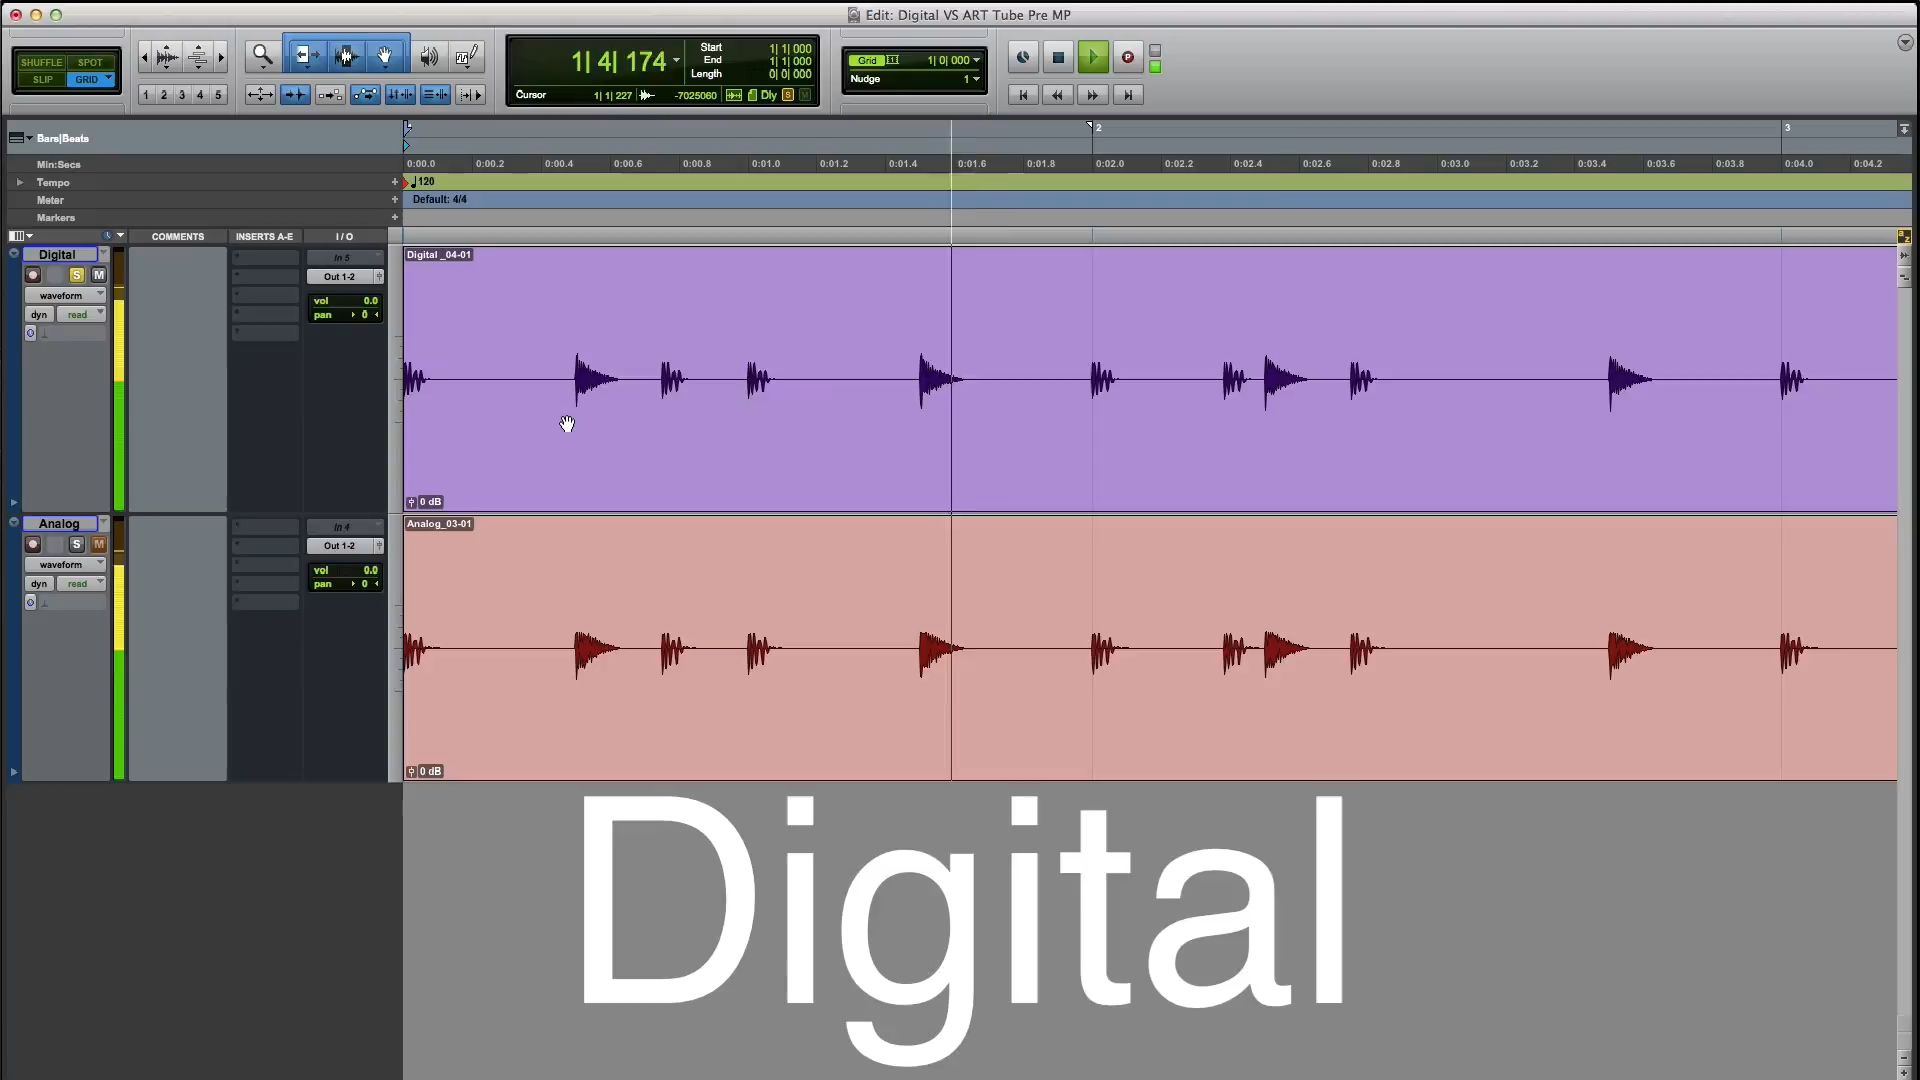 Edit: Digital VS ART Tube Pre MP
SHUFFLE SPOT
SLIP GRID
1 2 3 4 5
1| 4| 174
Start 1| 1| 000
End 1| 1| 000
Length 0| 0| 000
Cursor 1| 1| 227 -7025060 Dly S M
Grid 1| 0| 000
Nudge 1
P
Bars|Beats
2 3
Min:Secs 0:00.0 0:00.2 0:00.4 0:00.6 0:00.8 0:01.0 0:01.2 0:01.4 0:01.6 0:01.8 0:02.0 0:02.2 0:02.4 0:02.6 0:02.8 0:03.0 0:03.2 0:03.4 0:03.6 0:03.8 0:04.0 0:04.2
Tempo + 120
Meter + Default: 4/4
Markers +
COMMENTS INSERTS A-E I / O
a z
Digital In 5 Digital _04-01
S M Out 1-2
waveform vol 0.0
dyn read pan 0
0 dB
Analog In 4 Analog_03-01
S M Out 1-2
waveform vol 0.0
dyn read pan 0
0 dB
Digital